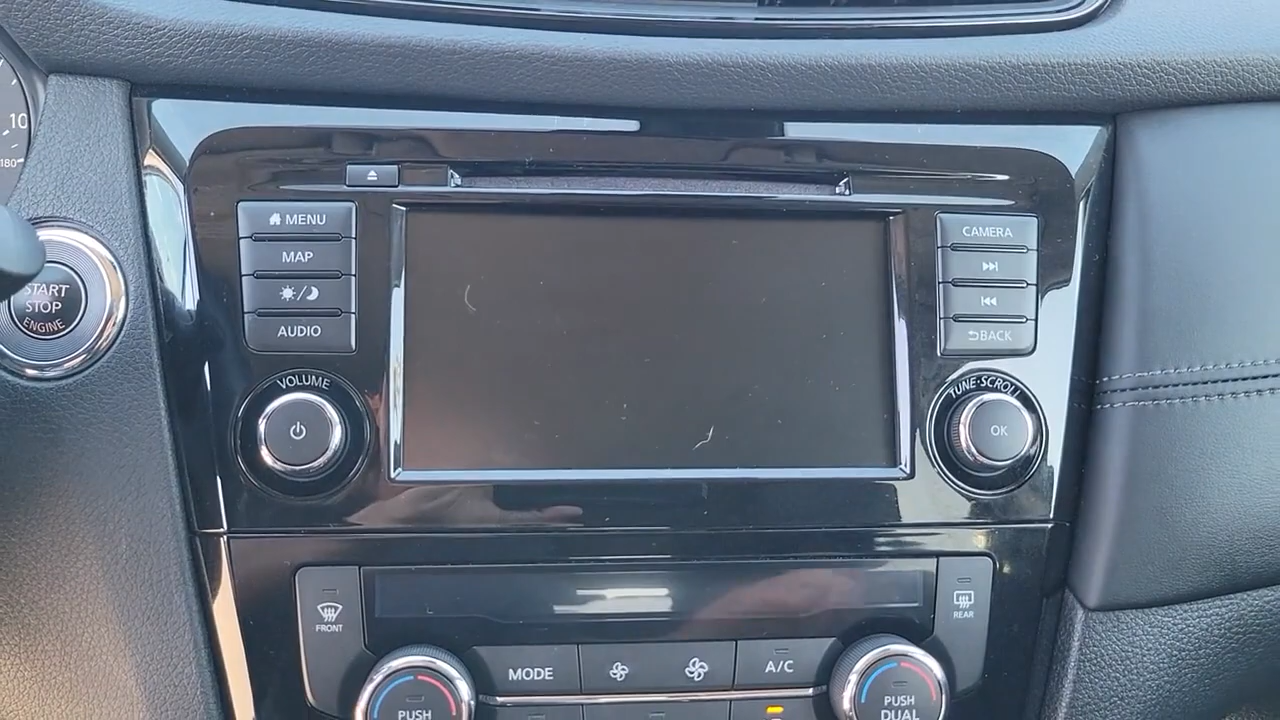 10
180
START
STOP
ENGINE
MENU
MAP
AUDIO
VOLUME
CAMERA
BACK
TUNE·SCROLL
OK
FRONT
REAR
MODE
A/C
PUSH
PUSH
DUAL